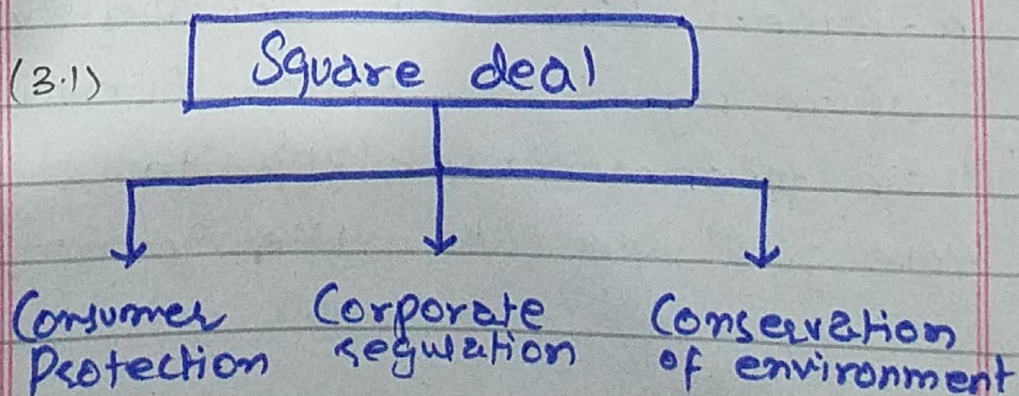 (3.1) Square deal
Consumer Corporate Conservation
Protection regulation of environment